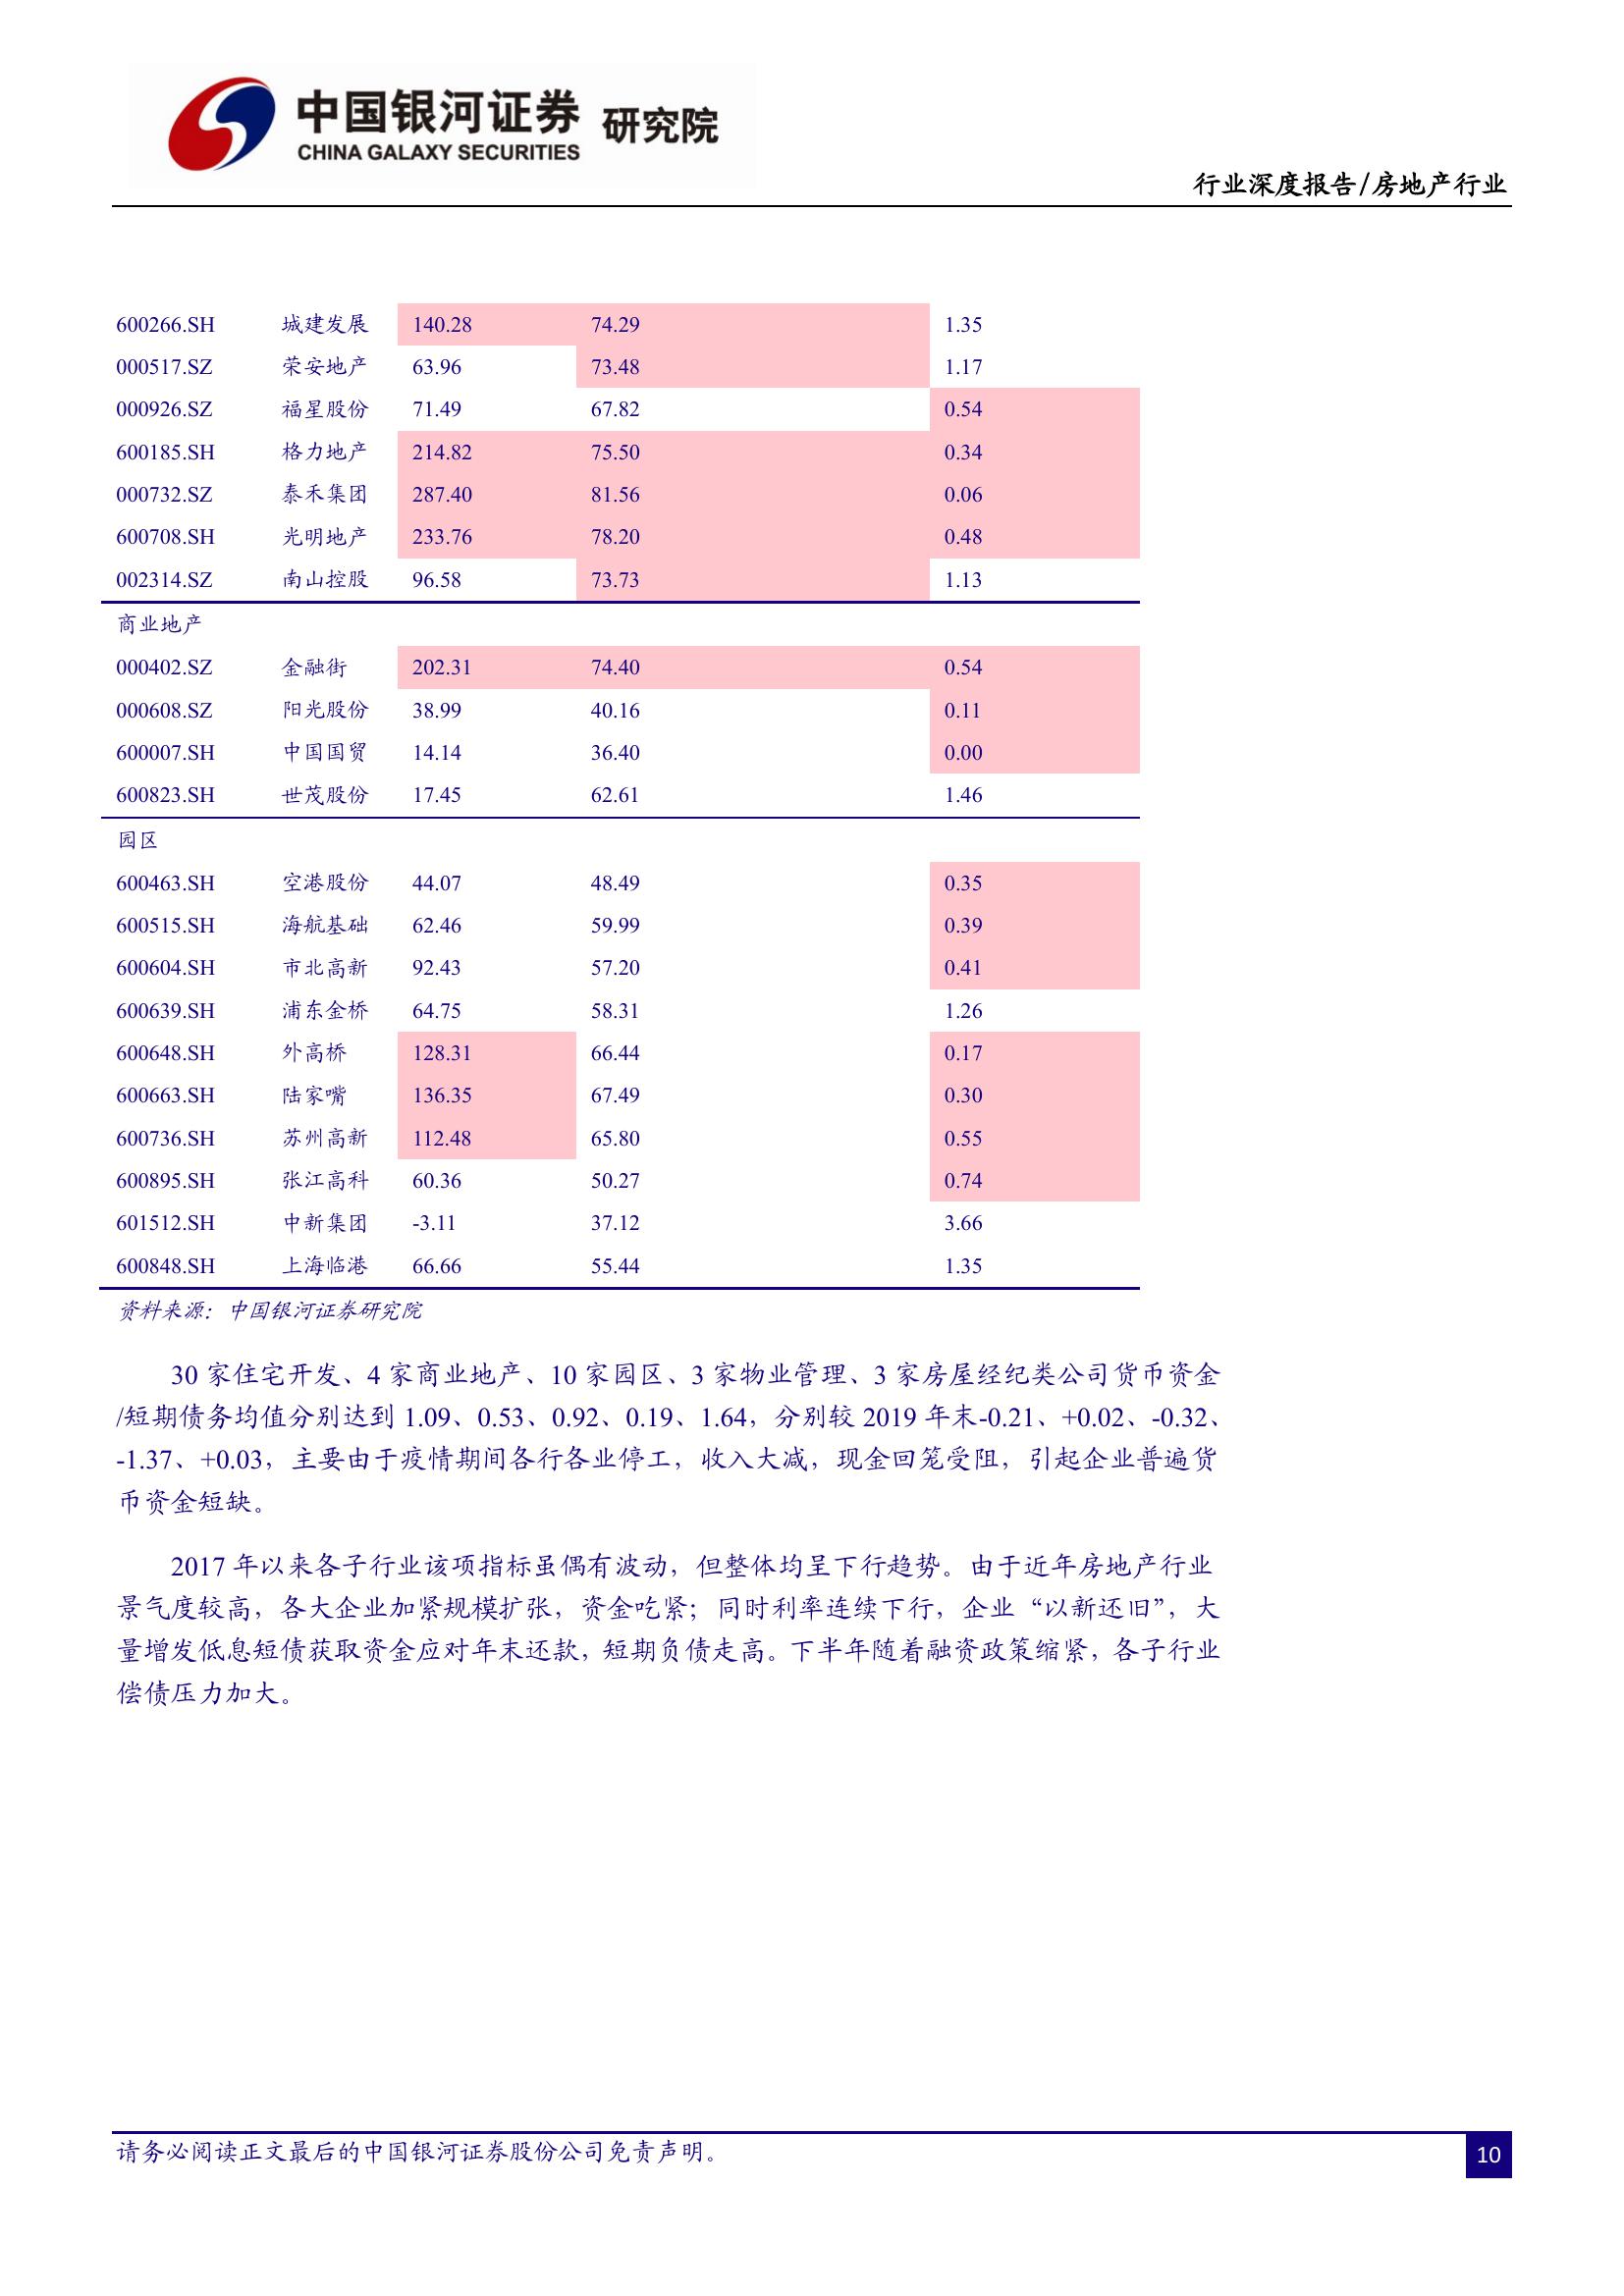 中国银河证券 研究院
CHINA GALAXY SECURITIES
行业深度报告/房地产行业
600266.SH 城建发展 140.28 74.29 1.35
000517.SZ 荣安地产 63.96 73.48 1.17
000926.SZ 福星股份 71.49 67.82 0.54
600185.SH 格力地产 214.82 75.50 0.34
000732.SZ 泰禾集团 287.40 81.56 0.06
600708.SH 光明地产 233.76 78.20 0.48
002314.SZ 南山控股 96.58 73.73 1.13
商业地产
000402.SZ 金融街 202.31 74.40 0.54
000608.SZ 阳光股份 38.99 40.16 0.11
600007.SH 中国国贸 14.14 36.40 0.00
600823.SH 世茂股份 17.45 62.61 1.46
园区
600463.SH 空港股份 44.07 48.49 0.35
600515.SH 海航基础 62.46 59.99 0.39
600604.SH 市北高新 92.43 57.20 0.41
600639.SH 浦东金桥 64.75 58.31 1.26
600648.SH 外高桥 128.31 66.44 0.17
600663.SH 陆家嘴 136.35 67.49 0.30
600736.SH 苏州高新 112.48 65.80 0.55
600895.SH 张江高科 60.36 50.27 0.74
601512.SH 中新集团 -3.11 37.12 3.66
600848.SH 上海临港 66.66 55.44 1.35
资料来源：中国银河证券研究院
30 家住宅开发、4 家商业地产、10 家园区、3 家物业管理、3 家房屋经纪类公司货币资金
/短期债务均值分别达到 1.09、0.53、0.92、0.19、1.64，分别较 2019 年末-0.21、+0.02、-0.32、
-1.37、+0.03，主要由于疫情期间各行各业停工，收入大减，现金回笼受阻，引起企业普遍货
币资金短缺。
2017 年以来各子行业该项指标虽偶有波动，但整体均呈下行趋势。由于近年房地产行业
景气度较高，各大企业加紧规模扩张，资金吃紧；同时利率连续下行，企业“以新还旧”，大
量增发低息短债获取资金应对年末还款，短期负债走高。下半年随着融资政策缩紧，各子行业
偿债压力加大。
请务必阅读正文最后的中国银河证券股份公司免责声明。
10